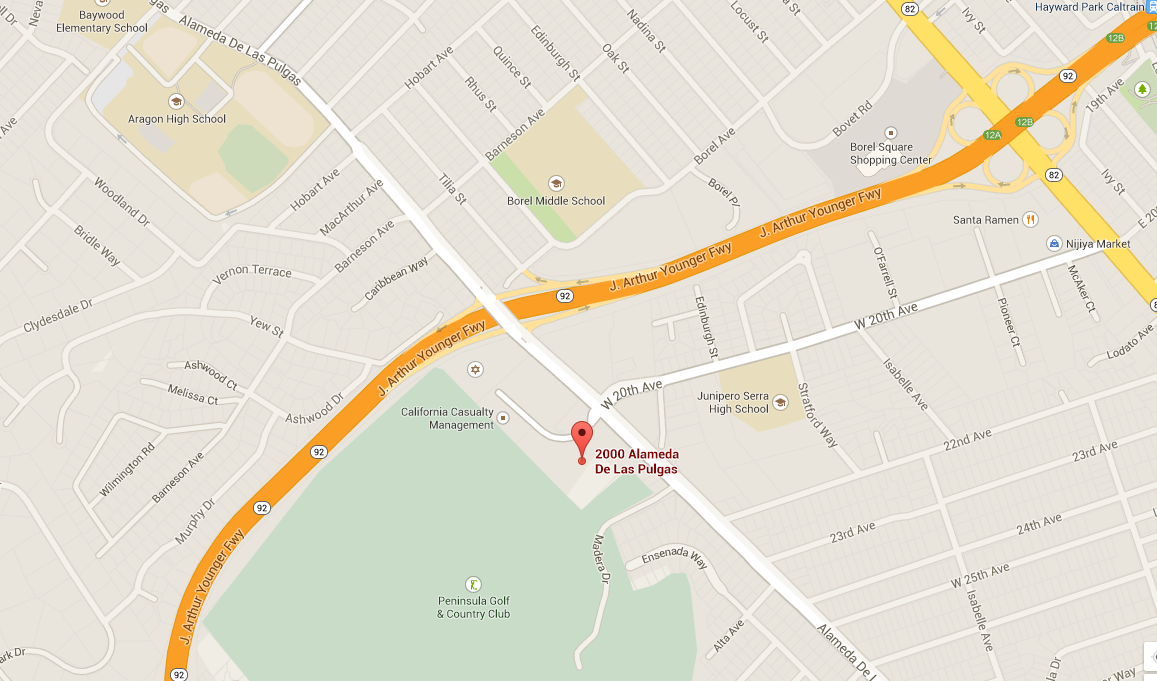 Baywood
Elementary School
Alameda De Las Pulgas
Neva
Hobart Ave
Edinburgh St
Nadina St
Locust St
Ivy St
82
Hayward Park Caltrain
12B
92
Quince St
Oak St
Rhus St
Aragon High School
Barneson Ave
Borel Ave
Bovet Rd
12B
12A
19th Ave
Borel Square
Shopping Center
82
Ivy St
Woodland Dr
Hobart Ave
MacArthur Ave
Tilia St
Borel Middle School
Borel Pl
J. Arthur Younger Fwy
Santa Ramen
E 20
Bridle Way
Barneson Ave
Nijiya Market
Vernon Terrace
Caribbean Way
J. Arthur Younger Fwy
O'Farrell St
McAker Ct
92
Clydesdale Dr
Yew St
J. Arthur Younger Fwy
Edinburgh St
W 20th Ave
Pioneer Ct
Lodato Ave
Ashwood Ct
Melissa Ct
Ashwood Dr
W 20th Ave
Isabelle Ave
Junipero Serra
High School
Stratford Way
California Casualty
Management
2000 Alameda
De Las Pulgas
92
22nd Ave
23rd Ave
Wilmington Rd
Barneson Ave
92
Murphy Dr
23rd Ave
24th Ave
J. Arthur Younger Fwy
Madera Dr
Ensenada Way
W 25th Ave
Isabelle Ave
Peninsula Golf
& Country Club
Alta Ave
Alameda De L
ark Dr
92